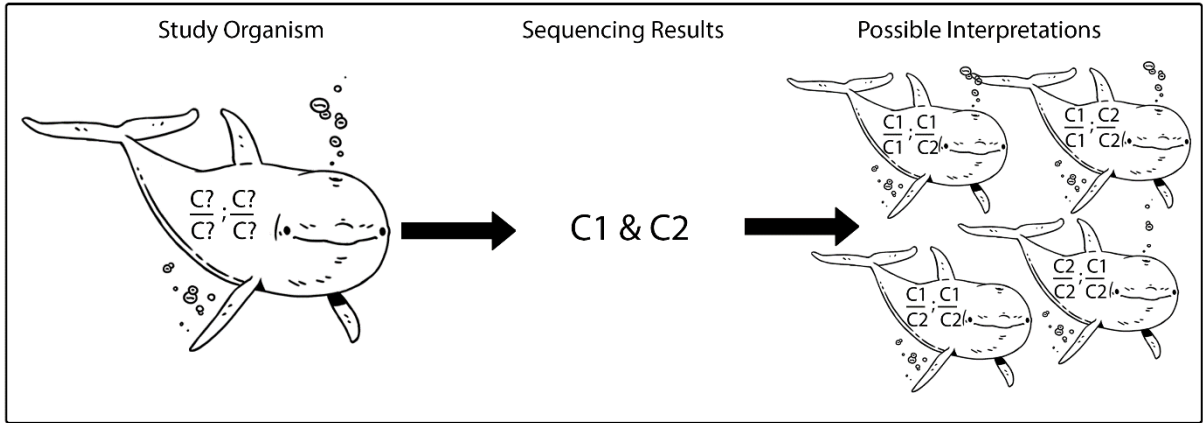 Study Organism
Sequencing Results
Possible Interpretations
C? ; C?
C? C?
C1 & C2
C1 ; C1
C1 C2
C1 ; C2
C1 C2
C1 ; C1
C2 C2
C2 ; C1
C2 C2